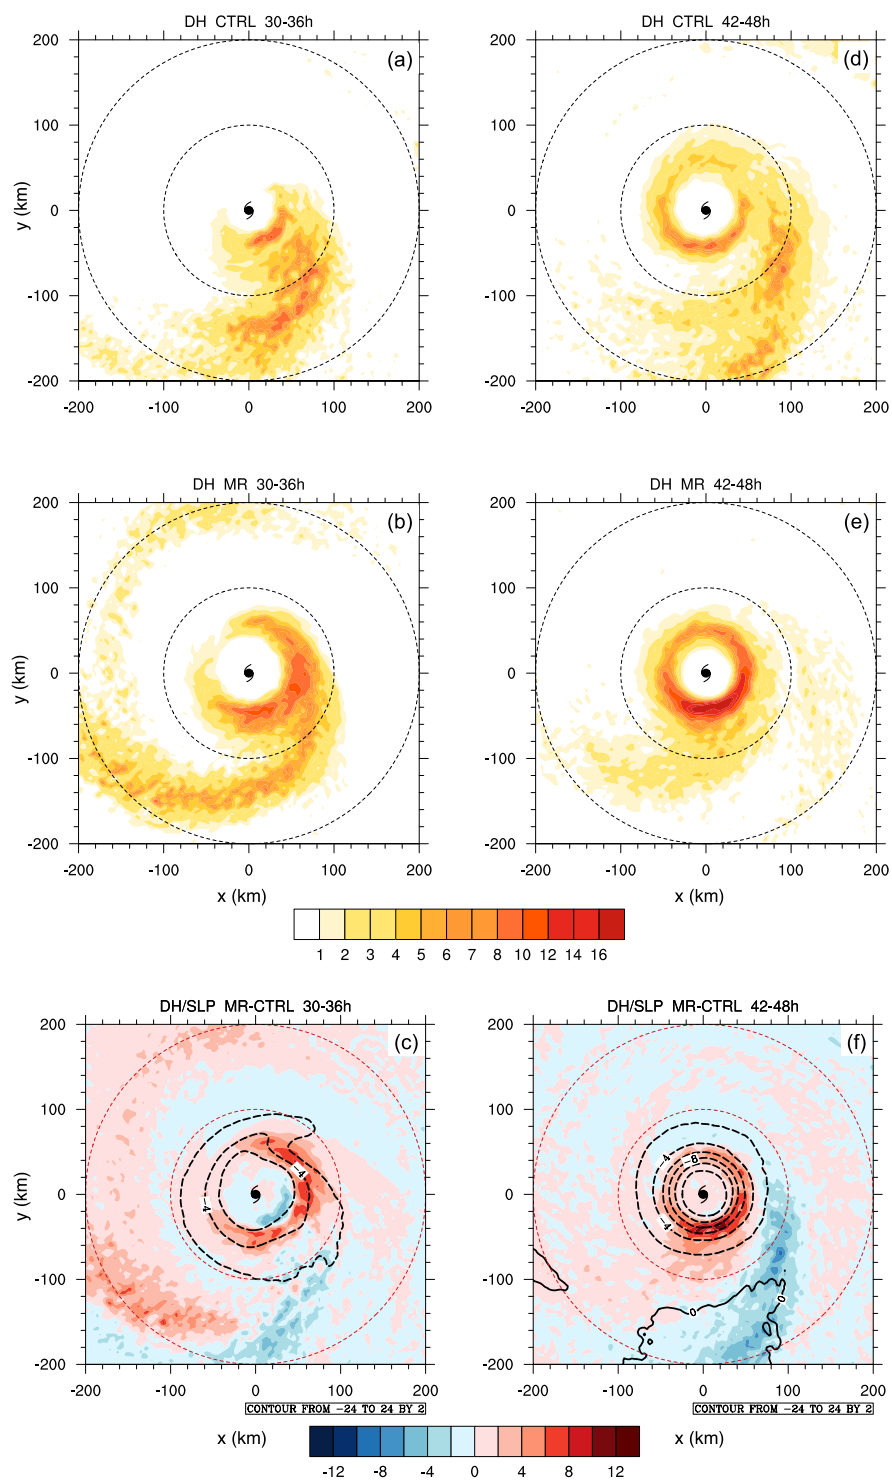 DH CTRL 30-36h
(a)
200
100
0
-100
-200
y (km)
-200 -100 0 100 200
DH CTRL 42-48h
(d)
200
100
0
-100
-200
-200 -100 0 100 200
DH MR 30-36h
(b)
200
100
0
-100
-200
y (km)
-200 -100 0 100 200
x (km)
DH MR 42-48h
(e)
200
100
0
-100
-200
-200 -100 0 100 200
x (km)
1 2 3 4 5 6 7 8 10 12 14 16
DH/SLP MR-CTRL 30-36h
(c)
200
100
0
-100
-200
y (km)
-4
-4
-200 -100 0 100 200
CONTOUR FROM -24 TO 24 BY 2
x (km)
DH/SLP MR-CTRL 42-48h
(f)
200
100
0
-100
-200
-4
-8
-4
0
0
-200 -100 0 100 200
CONTOUR FROM -24 TO 24 BY 2
x (km)
-12 -8 -4 0 4 8 12